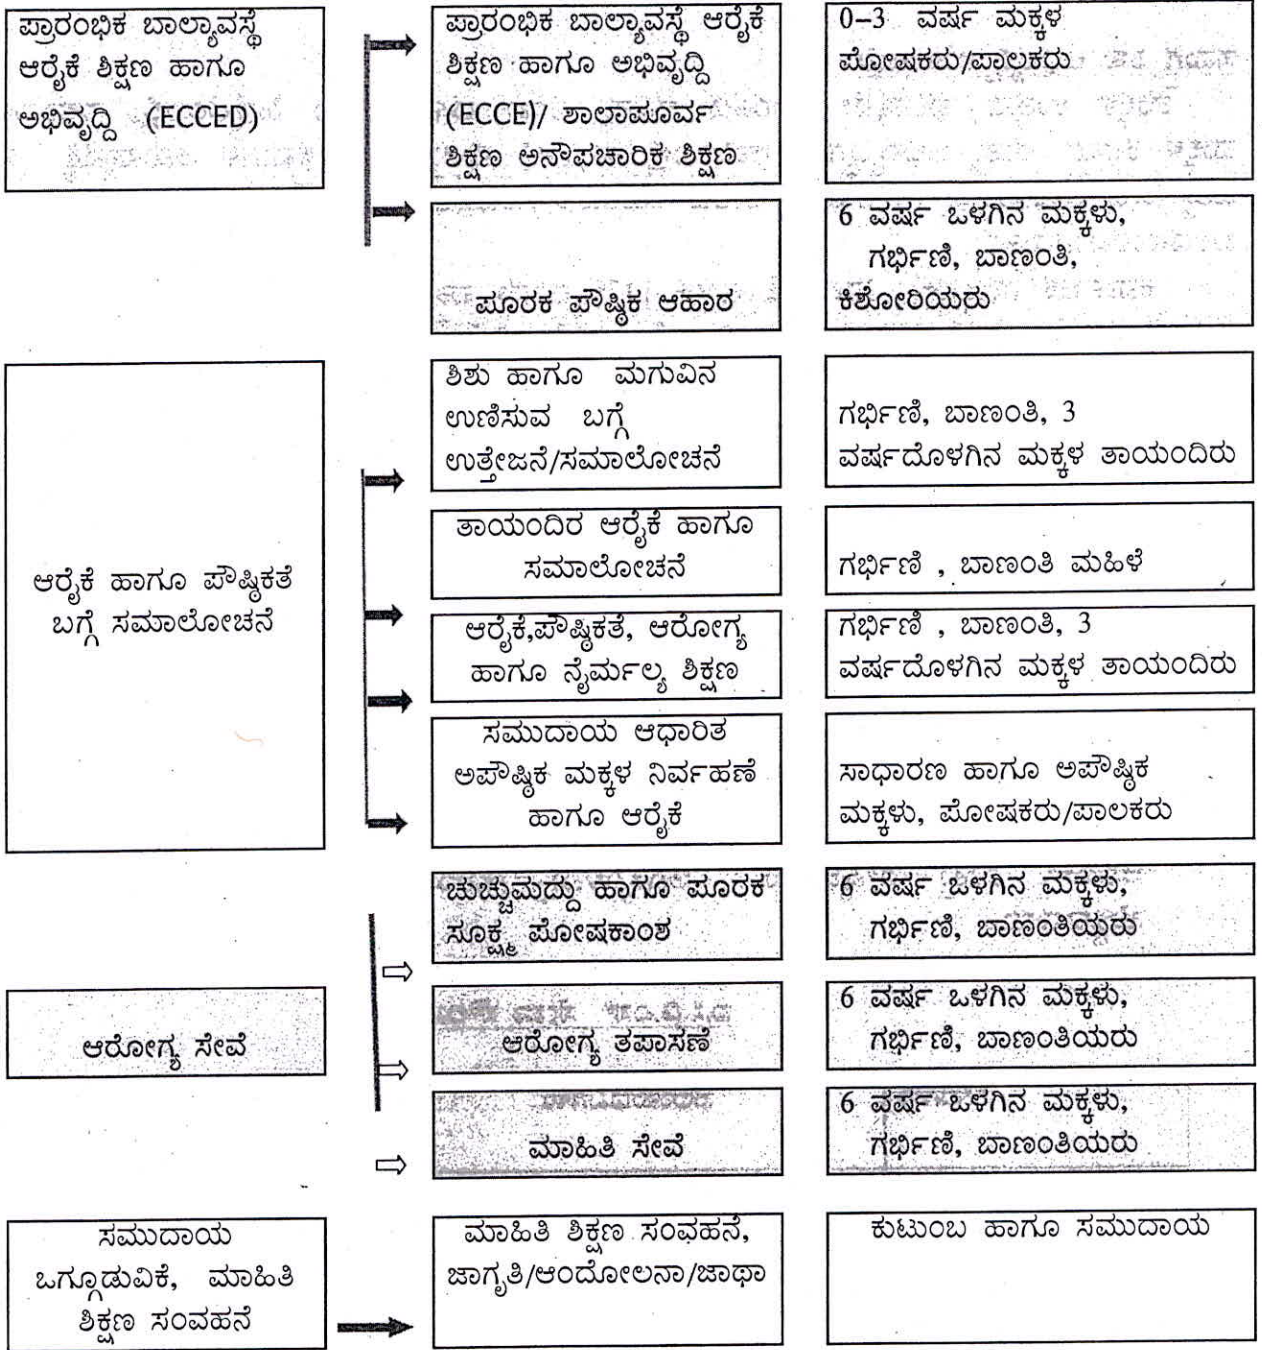 ಪ್ರಾರಂಭಿಕ ಬಾಲ್ಯಾವಸ್ಥೆ
ಆರೈಕೆ ಶಿಕ್ಷಣ ಹಾಗೂ
ಅಭಿವೃದ್ದಿ (ECCED)
ಪ್ರಾರಂಭಿಕ ಬಾಲ್ಯಾವಸ್ಥೆ ಆರೈಕೆ
ಶಿಕ್ಷಣ ಹಾಗೂ ಅಭಿವೃದ್ದಿ
(ECCE)/ ಶಾಲಾಪೂರ್ವ
ಶಿಕ್ಷಣ ಅನೌಪಚಾರಿಕ ಶಿಕ್ಷಣ
0-3 ವರ್ಷ ಮಕ್ಕಳ
ಪೋಷಕರು/ಪಾಲಕರು
ಪೂರಕ ಪೌಷ್ಠಿಕ ಆಹಾರ
6 ವರ್ಷ ಒಳಗಿನ ಮಕ್ಕಳು,
ಗರ್ಭಿಣಿ, ಬಾಣಂತಿ,
ಕಿಶೋರಿಯರು
ಆರೈಕೆ ಹಾಗೂ ಪೌಷ್ಠಿಕತೆ
ಬಗ್ಗೆ ಸಮಾಲೋಚನೆ
ಶಿಶು ಹಾಗೂ ಮಗುವಿನ
ಉಣಿಸುವ ಬಗ್ಗೆ
ಉತ್ತೇಜನೆ/ಸಮಾಲೋಚನೆ
ಗರ್ಭಿಣಿ, ಬಾಣಂತಿ, 3
ವರ್ಷದೊಳಗಿನ ಮಕ್ಕಳ ತಾಯಂದಿರು
ತಾಯಂದಿರ ಆರೈಕೆ ಹಾಗೂ
ಸಮಾಲೋಚನೆ
ಗರ್ಭಿಣಿ , ಬಾಣಂತಿ ಮಹಿಳೆ
ಆರೈಕೆ,ಪೌಷ್ಠಿಕತೆ, ಆರೋಗ್ಯ
ಹಾಗೂ ನೈರ್ಮಲ್ಯ ಶಿಕ್ಷಣ
ಗರ್ಭಿಣಿ , ಬಾಣಂತಿ, 3
ವರ್ಷದೊಳಗಿನ ಮಕ್ಕಳ ತಾಯಂದಿರು
ಸಮುದಾಯ ಆಧಾರಿತ
ಅಪೌಷ್ಠಿಕ ಮಕ್ಕಳ ನಿರ್ವಹಣೆ
ಹಾಗೂ ಆರೈಕೆ
ಸಾಧಾರಣ ಹಾಗೂ ಅಪೌಷ್ಠಿಕ
ಮಕ್ಕಳು, ಪೋಷಕರು/ಪಾಲಕರು
ಆರೋಗ್ಯ ಸೇವೆ
ಚುಚ್ಚುಮದ್ದು ಹಾಗೂ ಪೂರಕ
ಸೂಕ್ಷ್ಮ ಪೋಷಕಾಂಶ
6 ವರ್ಷ ಒಳಗಿನ ಮಕ್ಕಳು,
ಗರ್ಭಿಣಿ, ಬಾಣಂತಿಯರು
ಆರೋಗ್ಯ ತಪಾಸಣೆ
6 ವರ್ಷ ಒಳಗಿನ ಮಕ್ಕಳು,
ಗರ್ಭಿಣಿ, ಬಾಣಂತಿಯರು
ಮಾಹಿತಿ ಸೇವೆ
6 ವರ್ಷ ಒಳಗಿನ ಮಕ್ಕಳು,
ಗರ್ಭಿಣಿ, ಬಾಣಂತಿಯರು
ಸಮುದಾಯ
ಒಗ್ಗೂಡುವಿಕೆ, ಮಾಹಿತಿ
ಶಿಕ್ಷಣ ಸಂವಹನೆ
ಮಾಹಿತಿ ಶಿಕ್ಷಣ ಸಂವಹನೆ,
ಜಾಗೃತಿ/ಆಂದೋಲನಾ/ಜಾಥಾ
ಕುಟುಂಬ ಹಾಗೂ ಸಮುದಾಯ